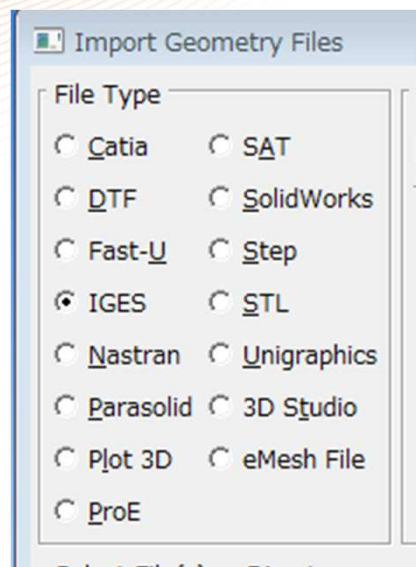 Import Geometry Files
File Type
Catia SAT
DTF SolidWorks
Fast-U Step
IGES STL
Nastran Unigraphics
Parasolid 3D Studio
Plot 3D eMesh File
ProE